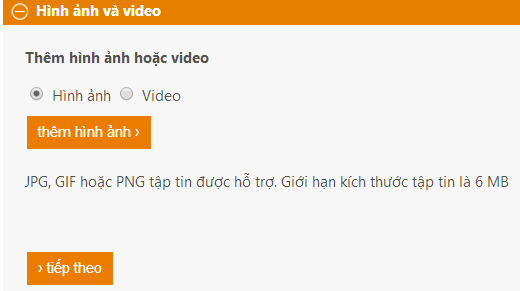 Hình ảnh và video
Thêm hình ảnh hoặc video
Hình ảnh Video
thêm hình ảnh ›
JPG, GIF hoặc PNG tập tin được hỗ trợ. Giới hạn kích thước tập tin là 6 MB
› tiếp theo